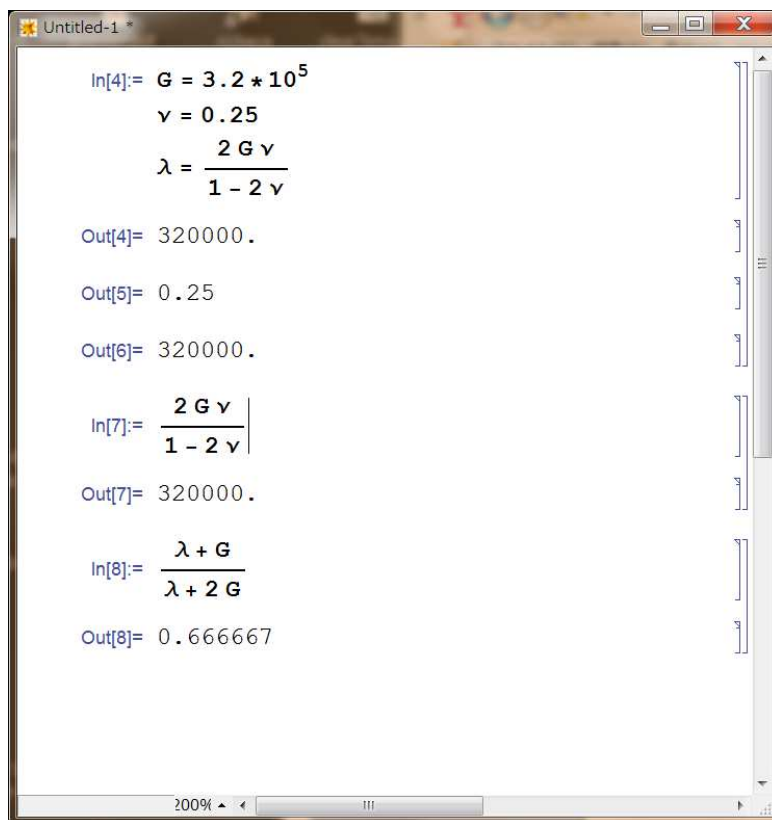 Untitled-1 *
In[4]:= G = 3.2 * 10^5
ν = 0.25
λ = (2 G ν)/(1 - 2 ν)
Out[4]= 320000.
Out[5]= 0.25
Out[6]= 320000.
In[7]:= (2 G ν)/(1 - 2 ν)
Out[7]= 320000.
In[8]:= (λ + G)/(λ + 2 G)
Out[8]= 0.666667
200%